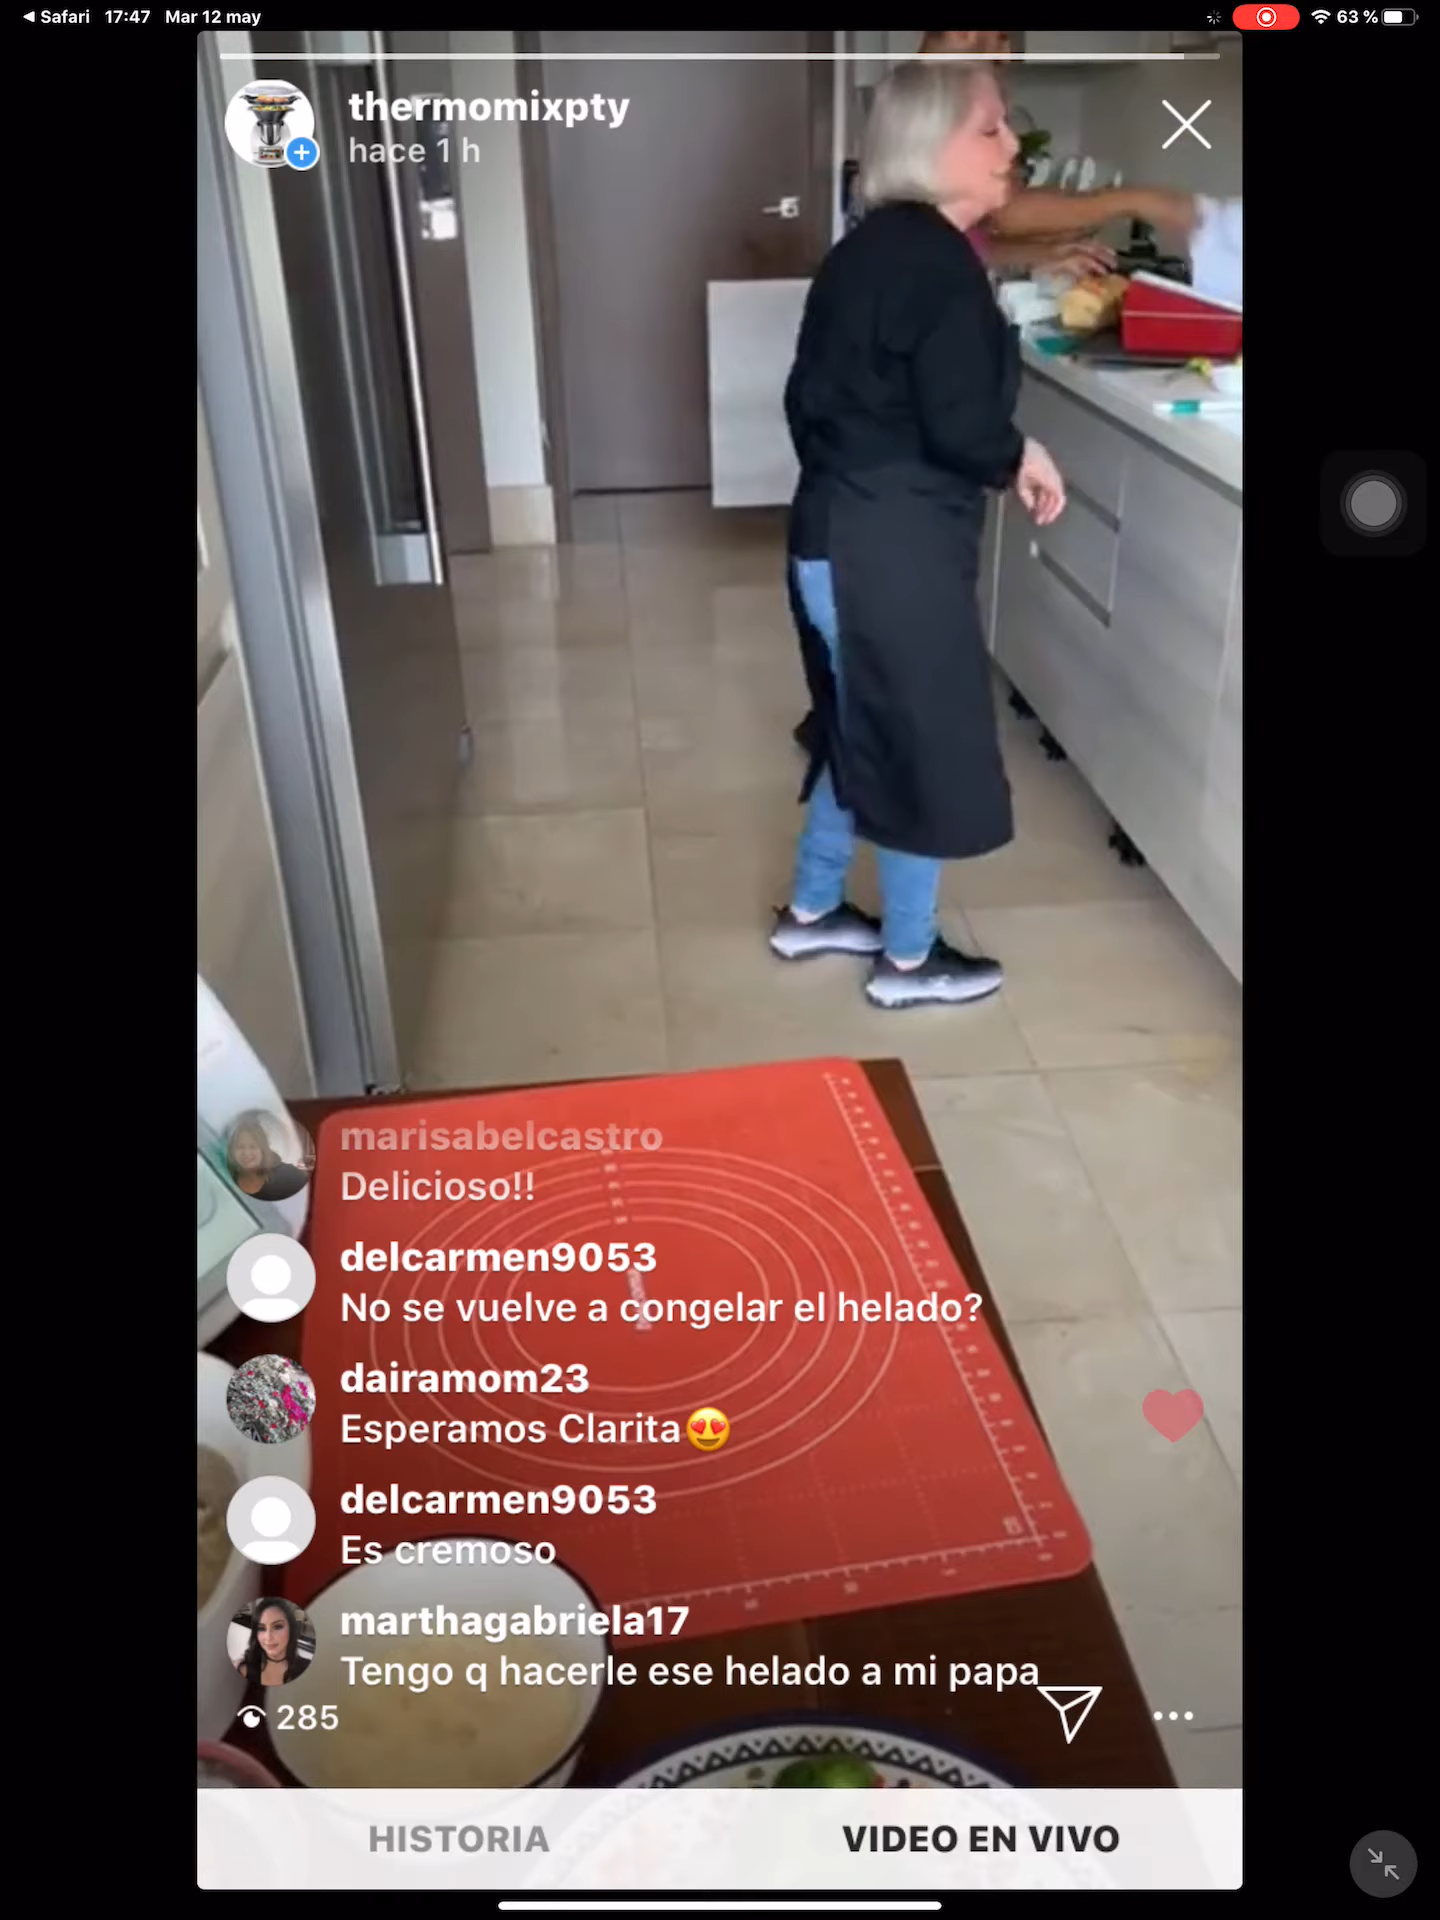 Safari 17:47 Mar 12 may 63 %
thermomixpty
hace 1 h
marisabelcastro
Delicioso!!
delcarmen9053
No se vuelve a congelar el helado?
dairamom23
Esperamos Clarita😍
delcarmen9053
Es cremoso
marthagabriela17
Tengo q hacerle ese helado a mi papa
285
HISTORIA
VIDEO EN VIVO